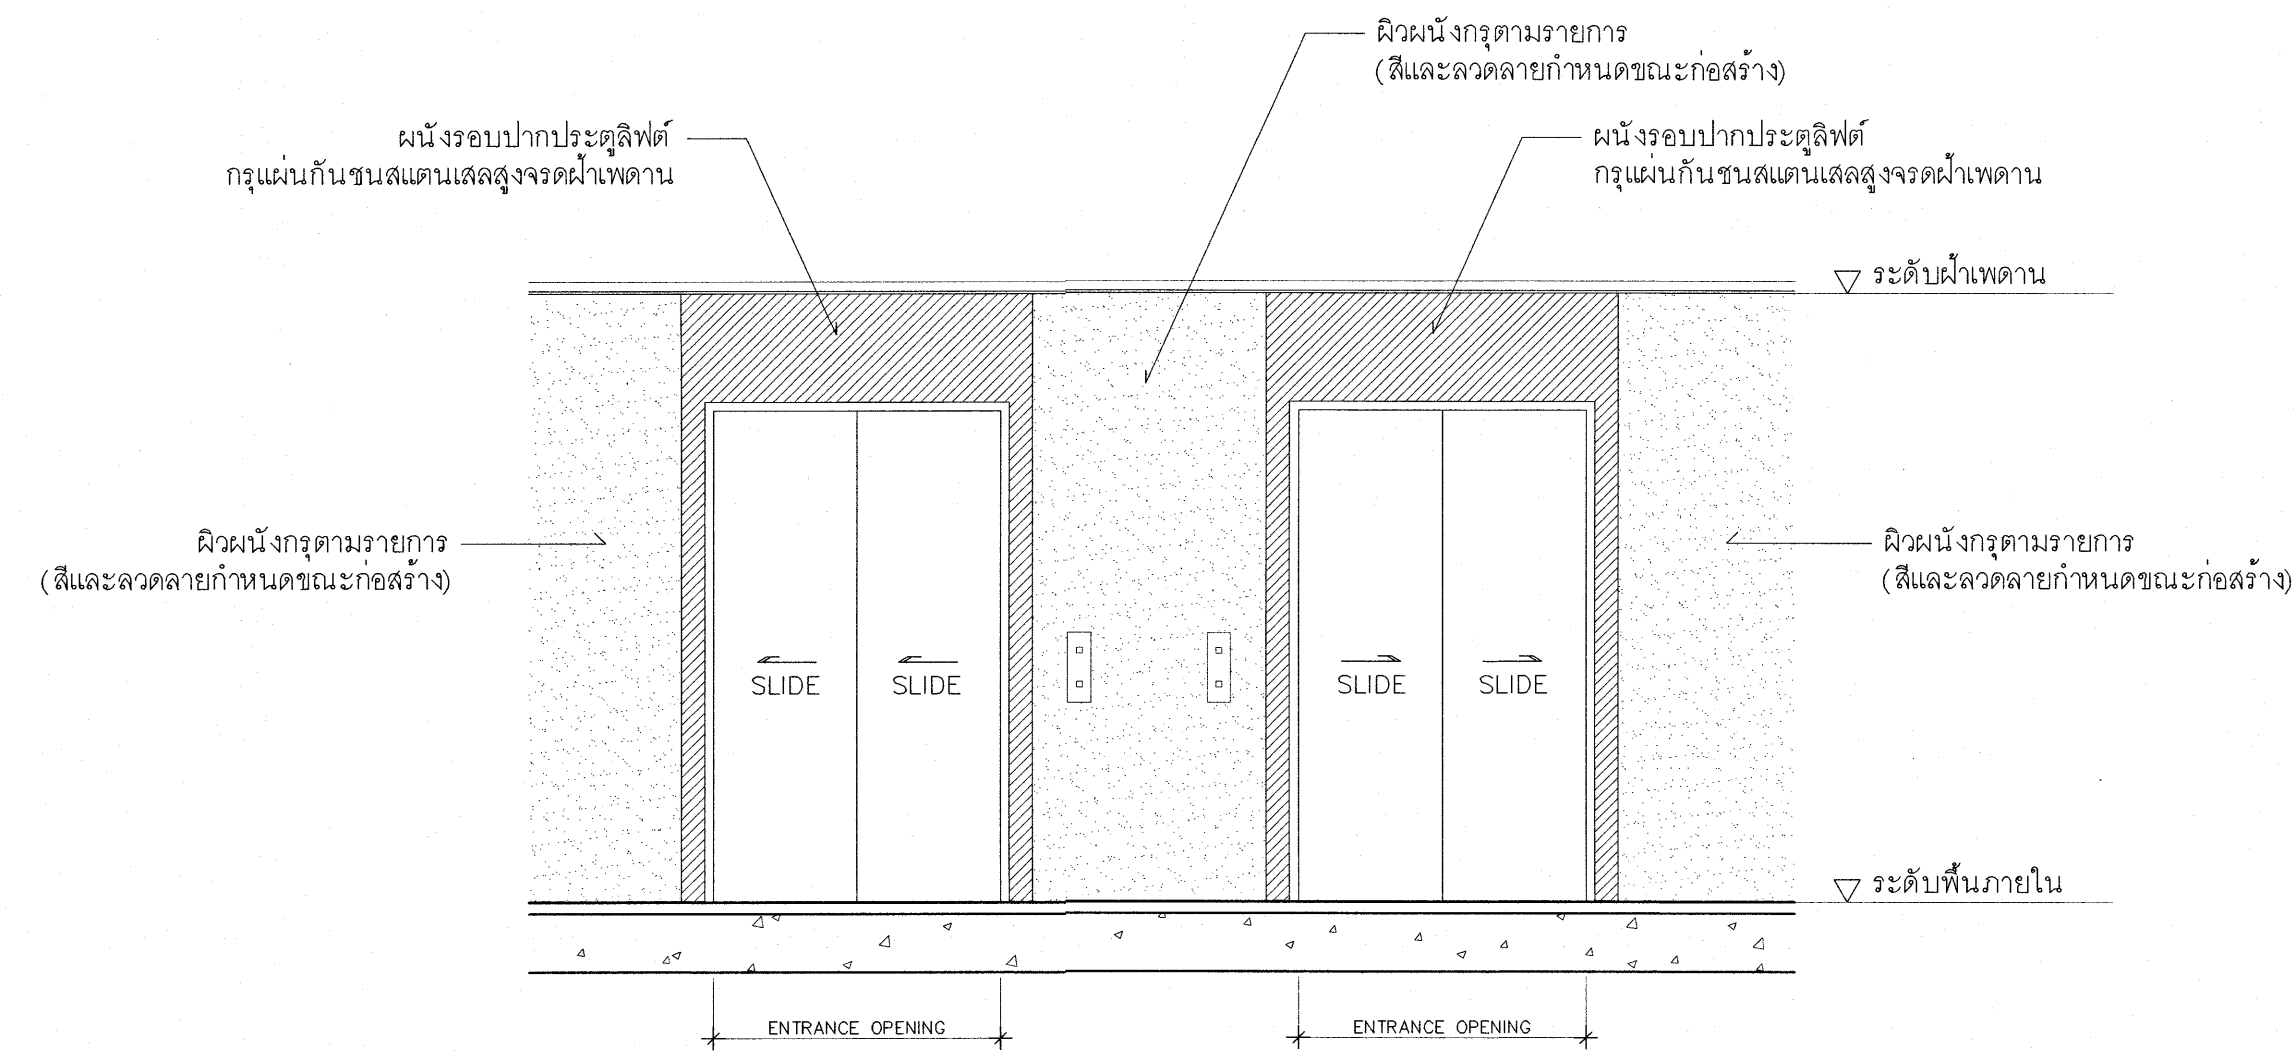 ผิวผนังกรุตามรายการ
(สีและลวดลายกำหนดขณะก่อสร้าง)
ผนังรอบปากประตูลิฟต์
กรุแผ่นกันชนสแตนเลสสูงจรดฝ้าเพดาน
ผนังรอบปากประตูลิฟต์
กรุแผ่นกันชนสแตนเลสสูงจรดฝ้าเพดาน
ระดับฝ้าเพดาน
ผิวผนังกรุตามรายการ
(สีและลวดลายกำหนดขณะก่อสร้าง)
ผิวผนังกรุตามรายการ
(สีและลวดลายกำหนดขณะก่อสร้าง)
SLIDE
SLIDE
SLIDE
SLIDE
ระดับพื้นภายใน
ENTRANCE OPENING
ENTRANCE OPENING